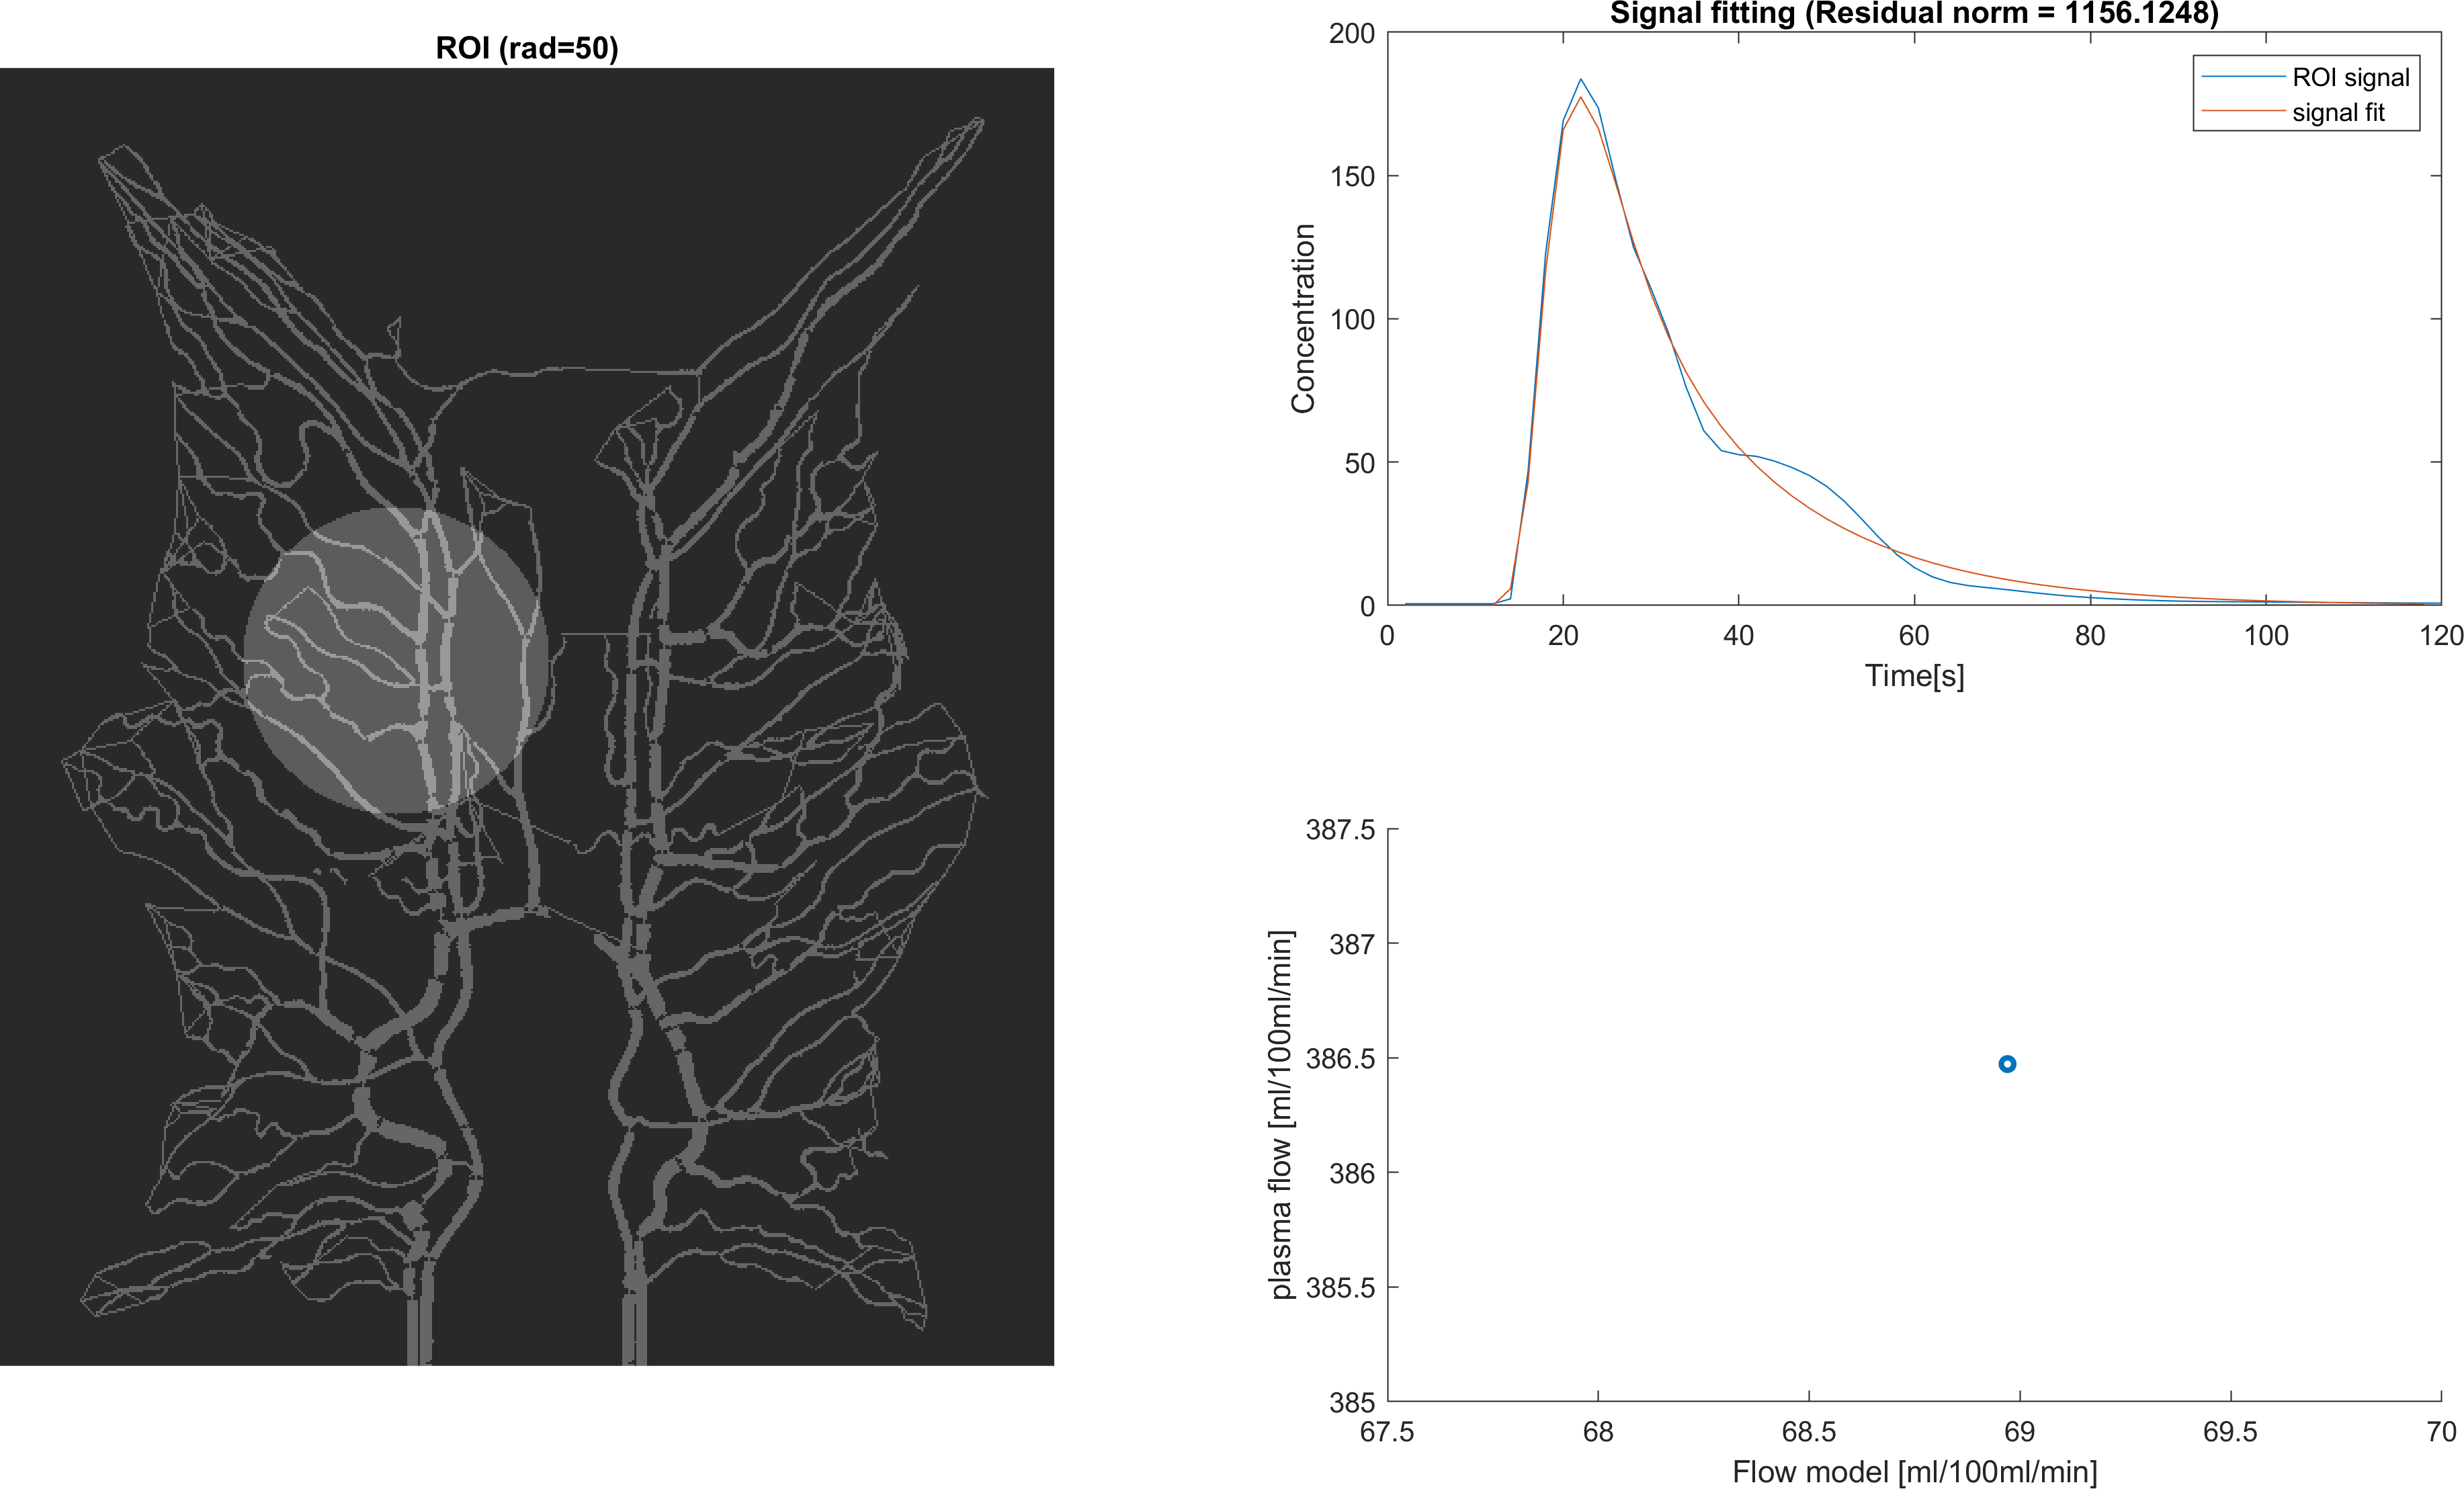 ROI (rad=50)
Signal fitting (Residual norm = 1156.1248)
200
150
100
50
0
Concentration
ROI signal
signal fit
0 20 40 60 80 100 120
Time[s]
387.5
387
386.5
386
385.5
385
plasma flow [ml/100ml/min]
67.5 68 68.5 69 69.5 70
Flow model [ml/100ml/min]